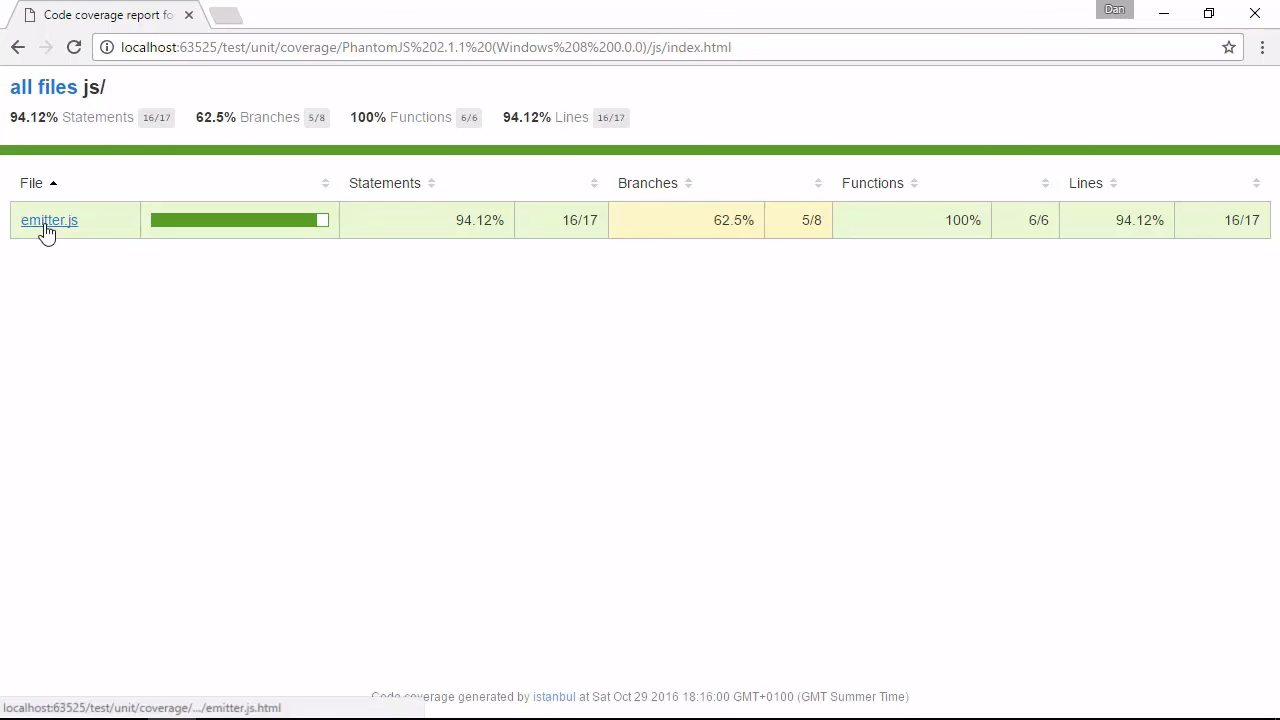 Code coverage report fo
Dan
localhost:63525/test/unit/coverage/PhantomJS%202.1.1%20(Windows%208%200.0.0)/js/index.html
all files js/
94.12% Statements 16/17 62.5% Branches 5/8 100% Functions 6/6 94.12% Lines 16/17
File Statements Branches Functions Lines
emitter.js 94.12% 16/17 62.5% 5/8 100% 6/6 94.12% 16/17
Code coverage generated by istanbul at Sat Oct 29 2016 18:16:00 GMT+0100 (GMT Summer Time)
localhost:63525/test/unit/coverage/.../emitter.js.html